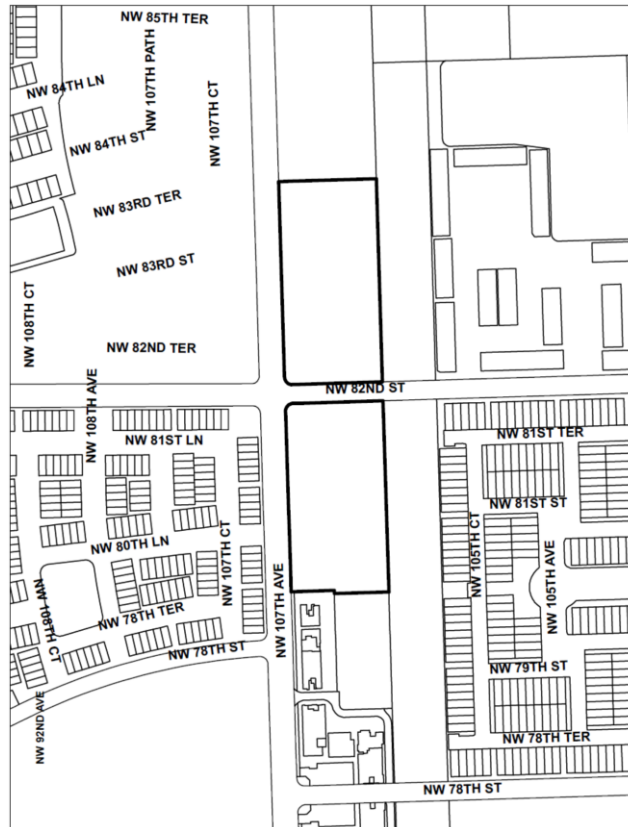 NW 85TH TER
NW 84TH LN
NW 107TH PATH
NW 107TH CT
NW 84TH ST
NW 83RD TER
NW 83RD ST
NW 108TH CT
NW 82ND TER
NW 82ND ST
NW 108TH AVE
NW 81ST LN
NW 81ST TER
NW 81ST ST
NW 80TH LN
NW 107TH CT
NW 107TH AVE
NW 105TH CT
NW 105TH AVE
NW 108TH CT
NW 78TH TER
NW 78TH ST
NW 79TH ST
NW 92ND AVE
NW 78TH TER
NW 78TH ST